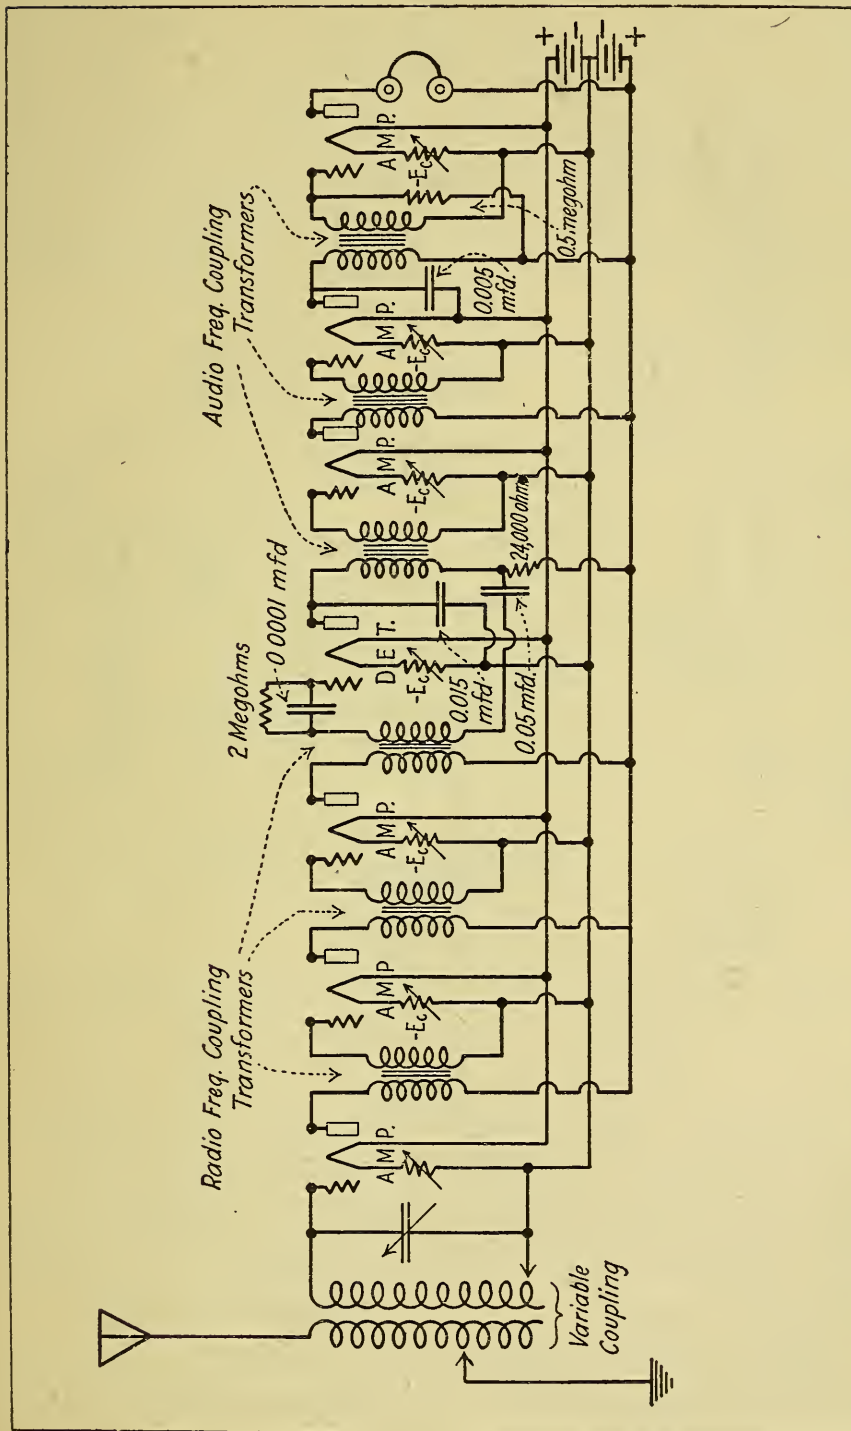 Radio Freq. Coupling
Transformers
Audio Freq. Coupling
Transformers
2 Megohms
0.0001 mfd
AMP.
AMP
-Ec
AMP.
-Ec
DET.
-Ec
AMP.
-Ec
AMP.
-Ec
AMP.
-Ec
0.015
mfd.
0.05 mfd.
24,000 ohms
0.005
mfd.
0.5 megohm
Variable
Coupling
+
-
-
+